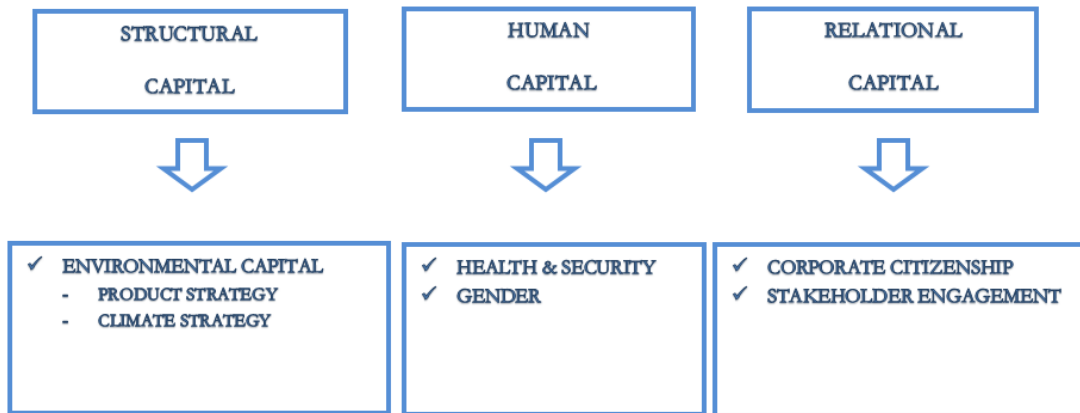 STRUCTURAL
CAPITAL
HUMAN
CAPITAL
RELATIONAL
CAPITAL
✓ ENVIRONMENTAL CAPITAL
- PRODUCT STRATEGY
- CLIMATE STRATEGY
✓ HEALTH & SECURITY
✓ GENDER
✓ CORPORATE CITIZENSHIP
✓ STAKEHOLDER ENGAGEMENT